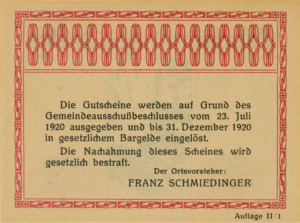 Die Gutscheine werden auf Grund des
Gemeindeausschußbeschlusses vom 23. Juli
1920 ausgegeben und bis 31. Dezember 1920
in gesetzlichem Bargelde eingelöst.
Die Nachahmung dieses Scheines wird
gesetzlich bestraft.
Der Ortsvorsteher:
FRANZ SCHMIEDINGER
Auflage II/1